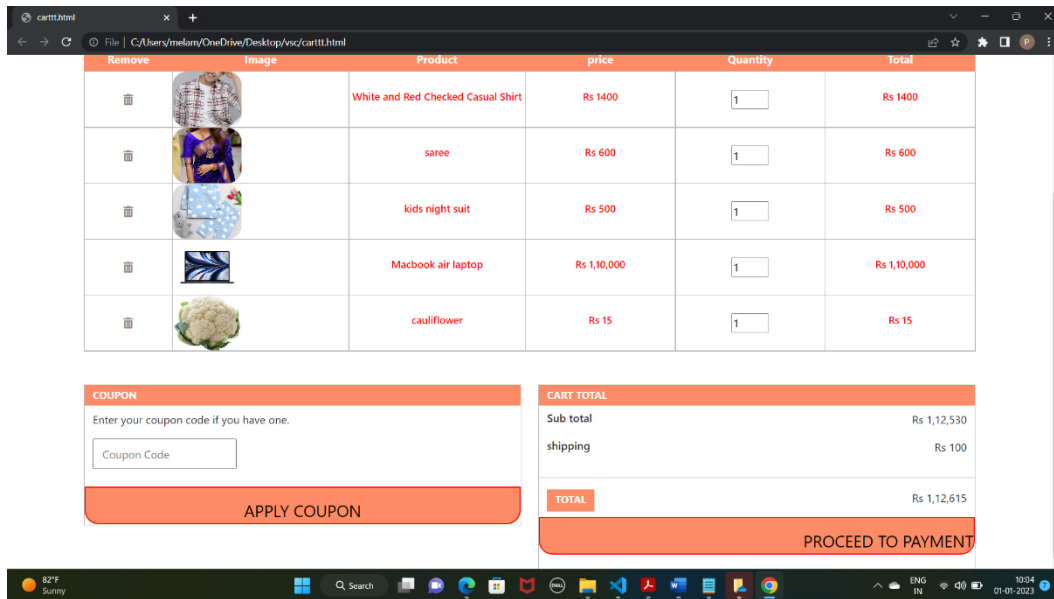 carttt.html
File | C:/Users/melam/OneDrive/Desktop/vsc/carttt.html
P
Remove Image Product price Quantity Total
White and Red Checked Casual Shirt Rs 1400 1 Rs 1400
saree Rs 600 1 Rs 600
kids night suit Rs 500 1 Rs 500
Macbook air laptop Rs 1,10,000 1 Rs 1,10,000
cauliflower Rs 15 1 Rs 15
COUPON
Enter your coupon code if you have one.
Coupon Code
APPLY COUPON
CART TOTAL
Sub total Rs 1,12,530
shipping Rs 100
TOTAL Rs 1,12,615
PROCEED TO PAYMENT
82°F
Sunny
Search
DELL
ENG
IN
10:04
01-01-2023
7